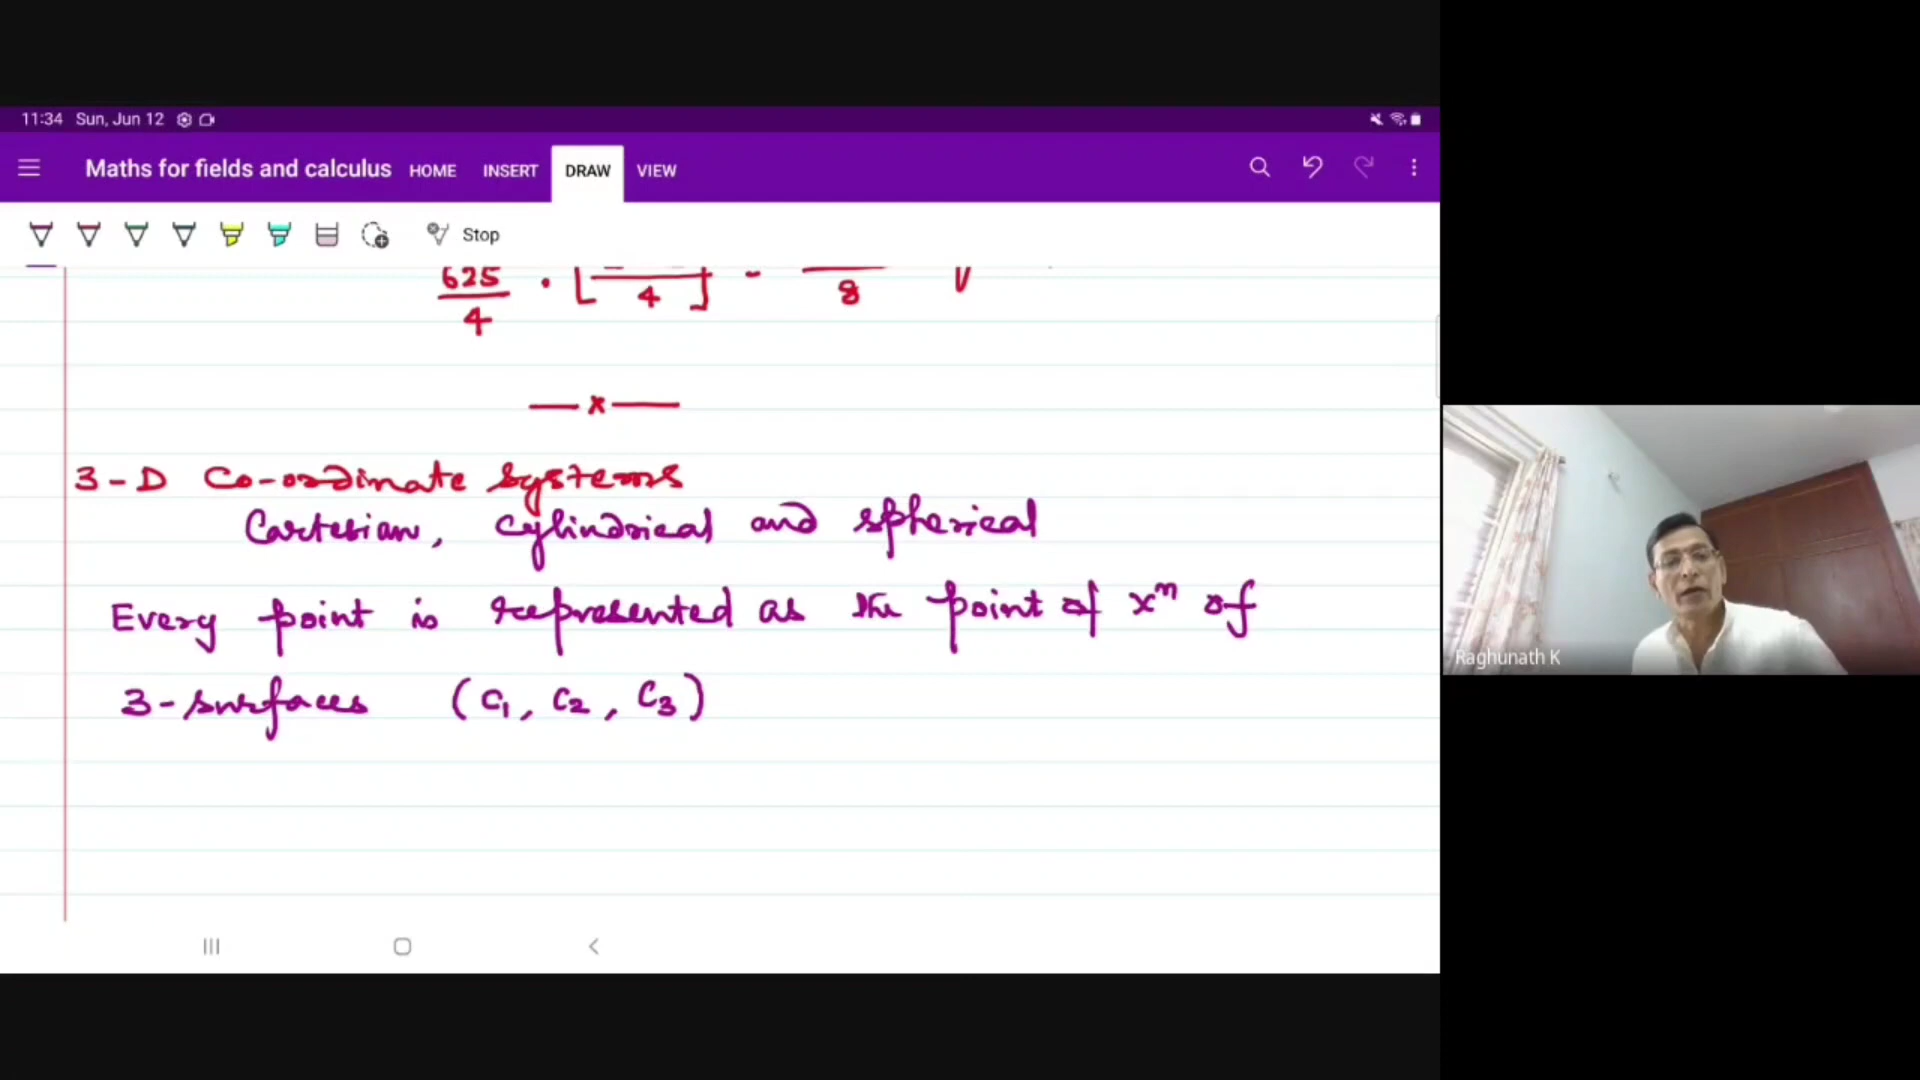 11:34 Sun, Jun 12
Maths for fields and calculus HOME INSERT DRAW VIEW
Stop
625
4
4
8
3-D Co-ordinate Systems
Cartesian, cylindrical and spherical
Every point is represented as the point of xⁿ of
3-surfaces (C₁, C₂, C₃)
Raghunath K